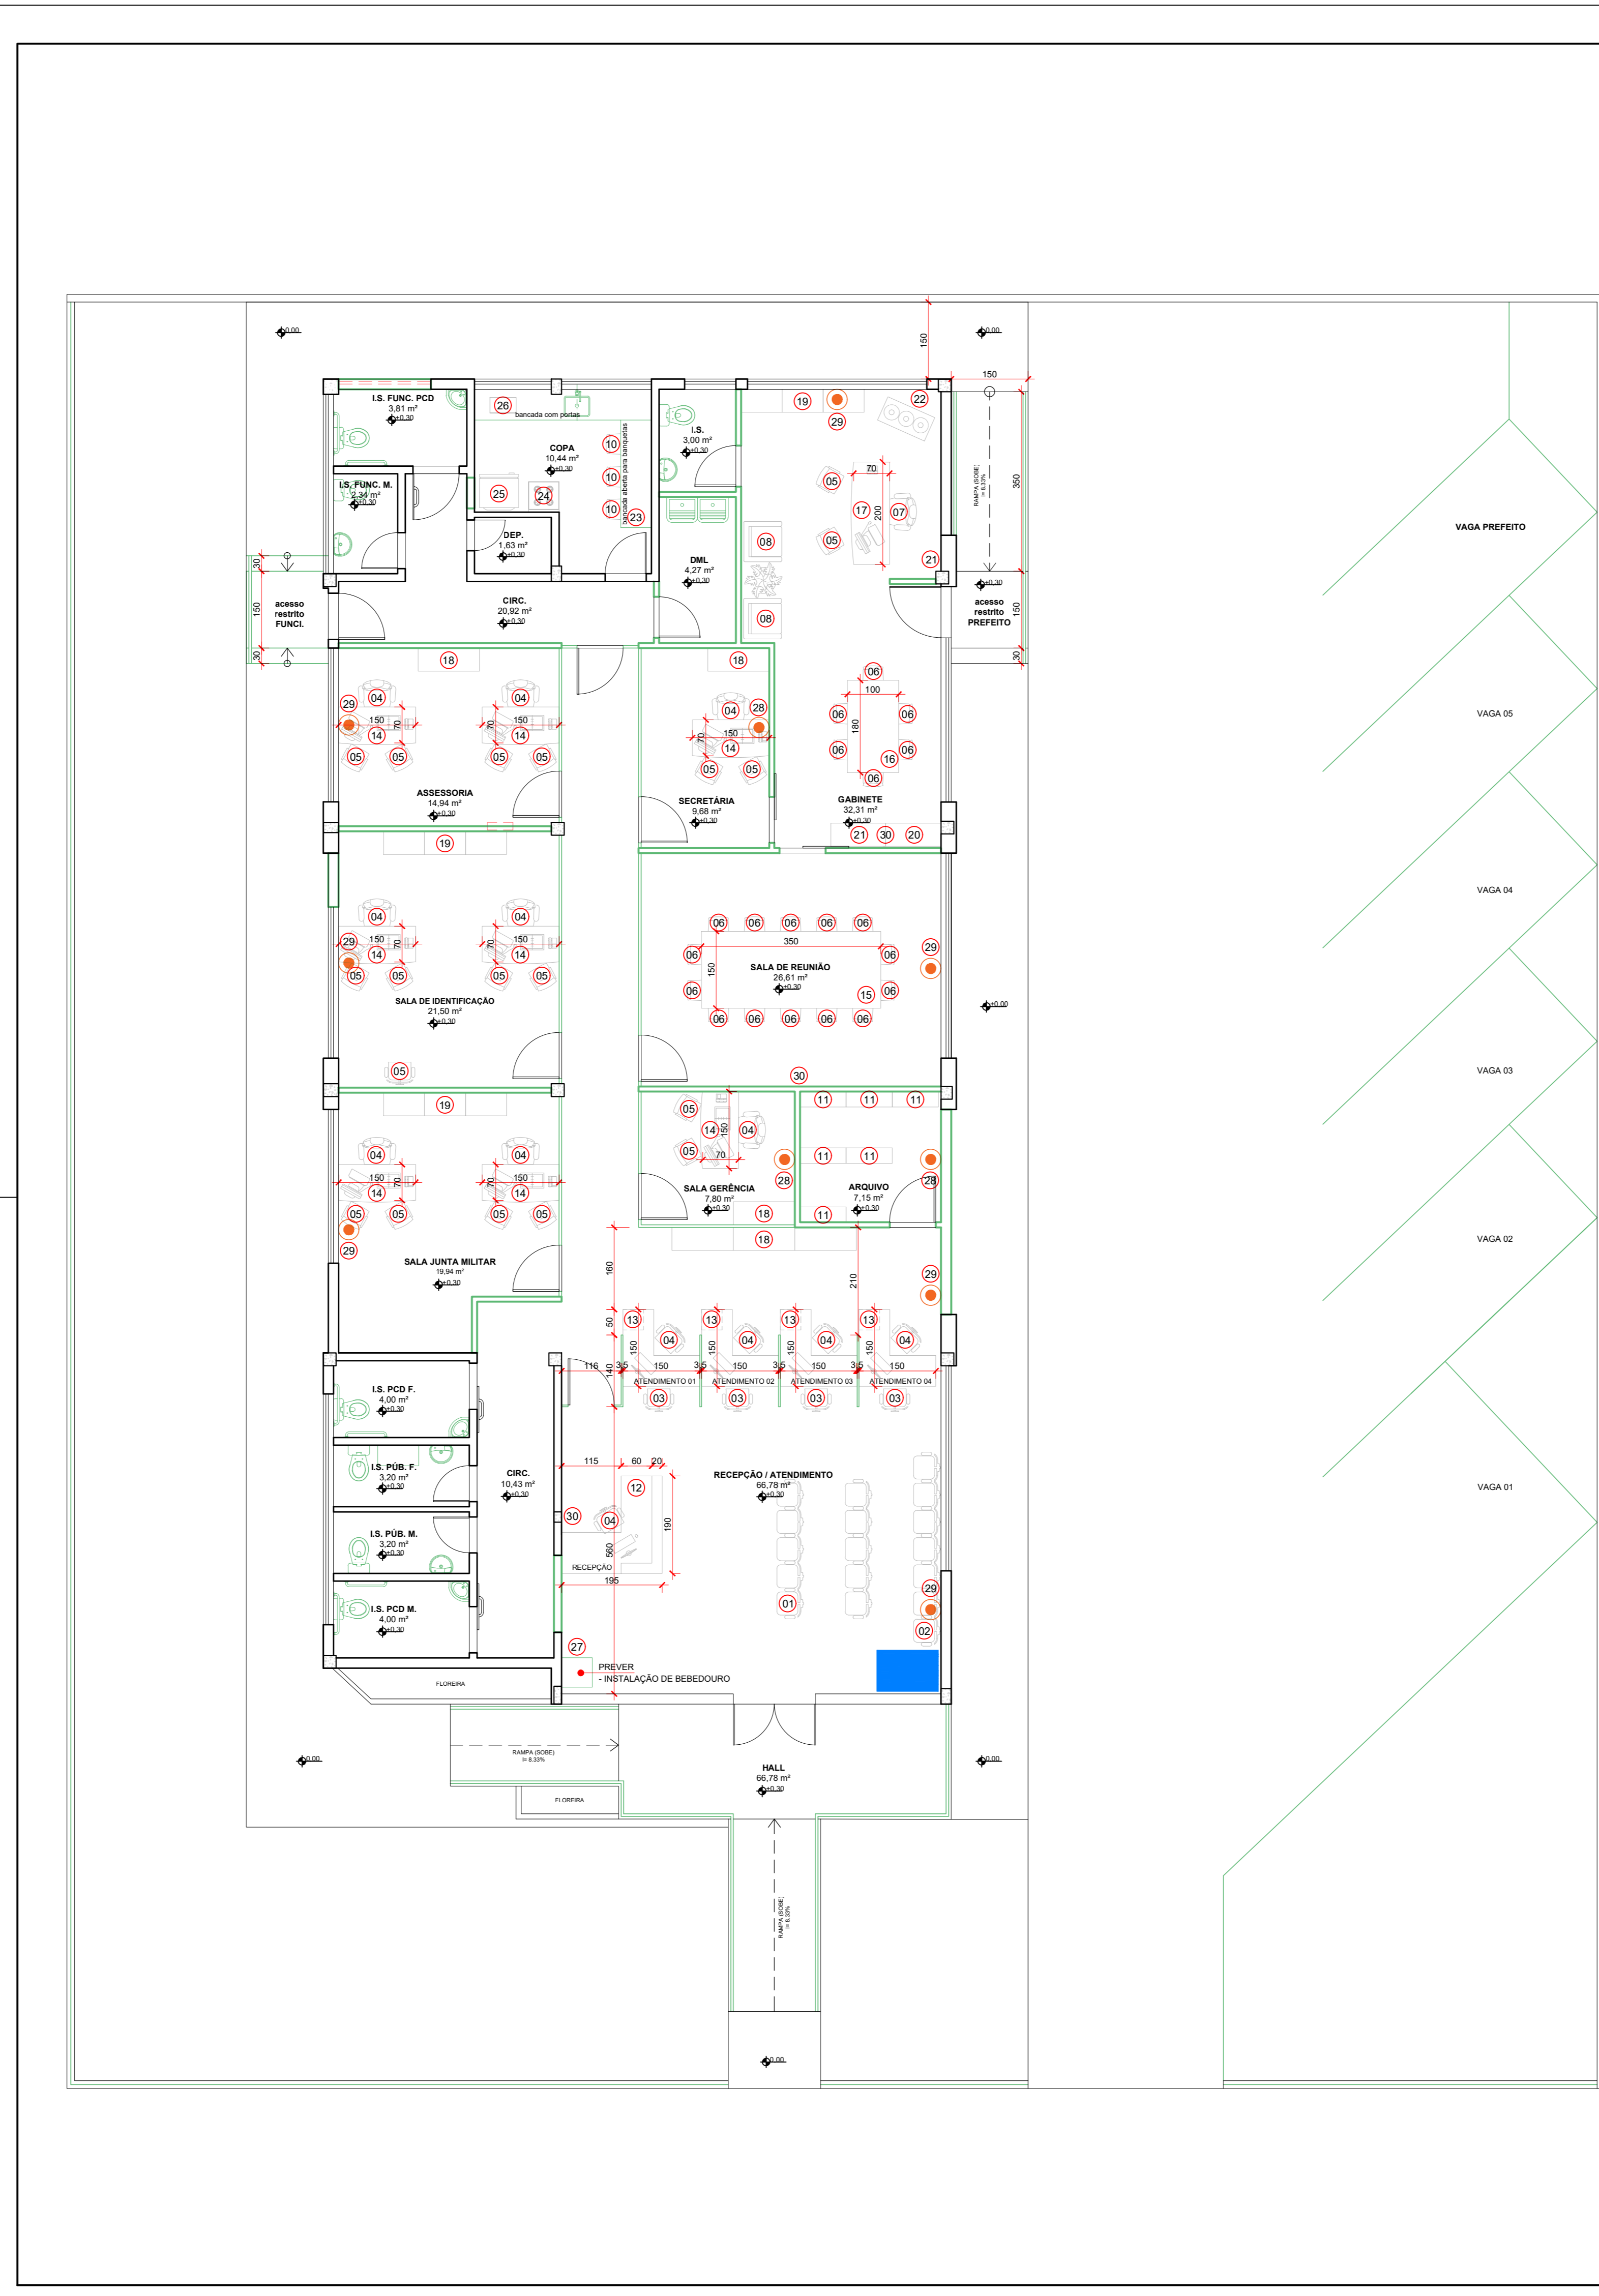 0.00
0.00
150
150
I.S. FUNC. PCD
3,81 m²
+0.30
26
bancada com portas
I.S.
3,00 m²
+0.30
19
29
22
COPA
10,44 m²
+0.30
10
10
10
bancada aberta para banquetas
25
24
23
I.S. FUNC. M.
2,34 m²
+0.30
DEP.
1,63 m²
+0.30
DML
4,27 m²
+0.30
05
70
17
200
07
05
08
08
21
RAMPA (SOBE)
i= 8.33%
350
VAGA PREFEITO
30
150
30
acesso
restrito
FUNCI.
CIRC.
20,92 m²
+0.30
+0.30
acesso
restrito
PREFEITO
150
30
18
18
04
04
04
29
150
70
14
70
150
14
28
70
150
14
05
05
05
05
05
05
06
100
06
06
180
06
06
16
06
VAGA 05
ASSESSORIA
14,94 m²
+0.30
SECRETÁRIA
9,68 m²
+0.30
GABINETE
32,31 m²
+0.30
21
30
20
19
VAGA 04
04
04
29
150
70
14
70
150
14
05
05
05
05
SALA DE IDENTIFICAÇÃO
21,50 m²
+0.30
05
06
06
06
06
06
350
06
06
150
SALA DE REUNIÃO
26,61 m²
+0.30
06
06
15
06
06
06
06
06
29
+0.00
30
VAGA 03
19
04
04
150
70
14
70
150
14
05
05
05
05
29
SALA JUNTA MILITAR
19,94 m²
+0.30
05
14
150
04
05
70
28
SALA GERÊNCIA
7,80 m²
+0.30
18
11
11
11
11
11
28
ARQUIVO
7,15 m²
+0.30
11
18
VAGA 02
160
210
29
50
13
13
13
13
04
04
04
04
150
150
150
150
140
116
3.5
150
3.5
150
3.5
150
3.5
150
ATENDIMENTO 01
ATENDIMENTO 02
ATENDIMENTO 03
ATENDIMENTO 04
03
03
03
03
I.S. PCD F.
4,00 m²
+0.30
I.S. PÚB. F.
3,20 m²
+0.30
CIRC.
10,43 m²
+0.30
115
60
20
12
RECEPÇÃO / ATENDIMENTO
66,78 m²
+0.30
VAGA 01
30
04
190
560
RECEPÇÃO
195
I.S. PÚB. M.
3,20 m²
+0.30
I.S. PCD M.
4,00 m²
+0.30
01
29
02
27
PREVER
- INSTALAÇÃO DE BEBEDOURO
FLOREIRA
RAMPA (SOBE)
i= 8.33%
0.00
HALL
66,78 m²
+0.30
0.00
FLOREIRA
RAMPA (SOBE)
i= 8.33%
0.00